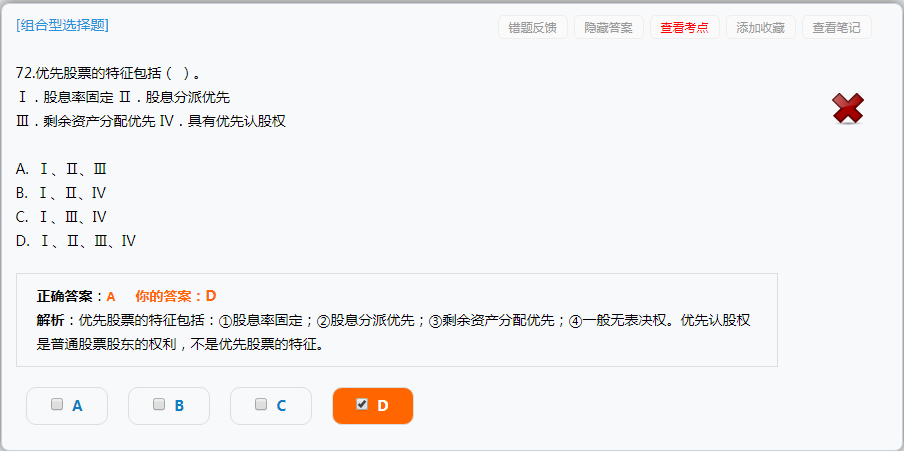 [组合型选择题]
错题反馈 隐藏答案 查看考点 添加收藏 查看笔记
72.优先股票的特征包括（ ）。
Ⅰ．股息率固定 Ⅱ．股息分派优先
Ⅲ．剩余资产分配优先 Ⅳ．具有优先认股权
A. Ⅰ、Ⅱ、Ⅲ
B. Ⅰ、Ⅱ、Ⅳ
C. Ⅰ、Ⅲ、Ⅳ
D. Ⅰ、Ⅱ、Ⅲ、Ⅳ
正确答案：A 你的答案：D
解析：优先股票的特征包括：①股息率固定；②股息分派优先；③剩余资产分配优先；④一般无表决权。优先认股权
是普通股票股东的权利，不是优先股票的特征。
A B C D